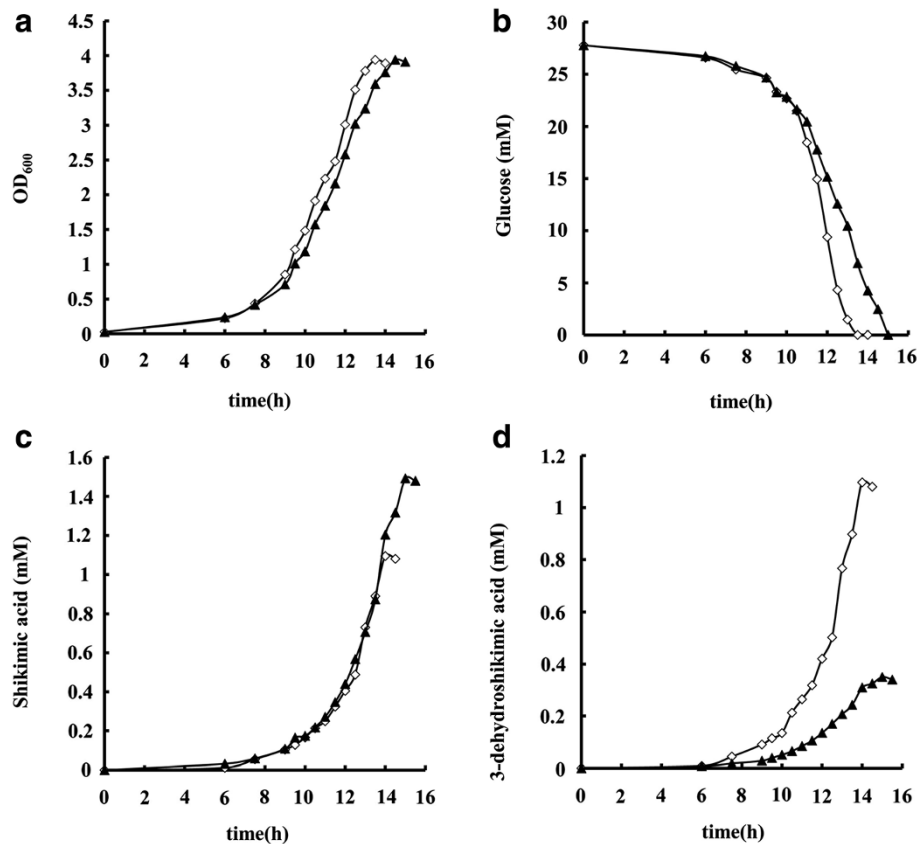 a
4.5
4
3.5
3
2.5
2
1.5
1
0.5
0
OD600
0 2 4 6 8 10 12 14 16
time(h)
b
30
25
20
15
10
5
0
Glucose (mM)
0 2 4 6 8 10 12 14 16
time(h)
c
1.6
1.4
1.2
1
0.8
0.6
0.4
0.2
0
Shikimic acid (mM)
0 2 4 6 8 10 12 14 16
time(h)
d
1.2
1
0.8
0.6
0.4
0.2
0
3-dehydroshikimic acid (mM)
0 2 4 6 8 10 12 14 16
time(h)